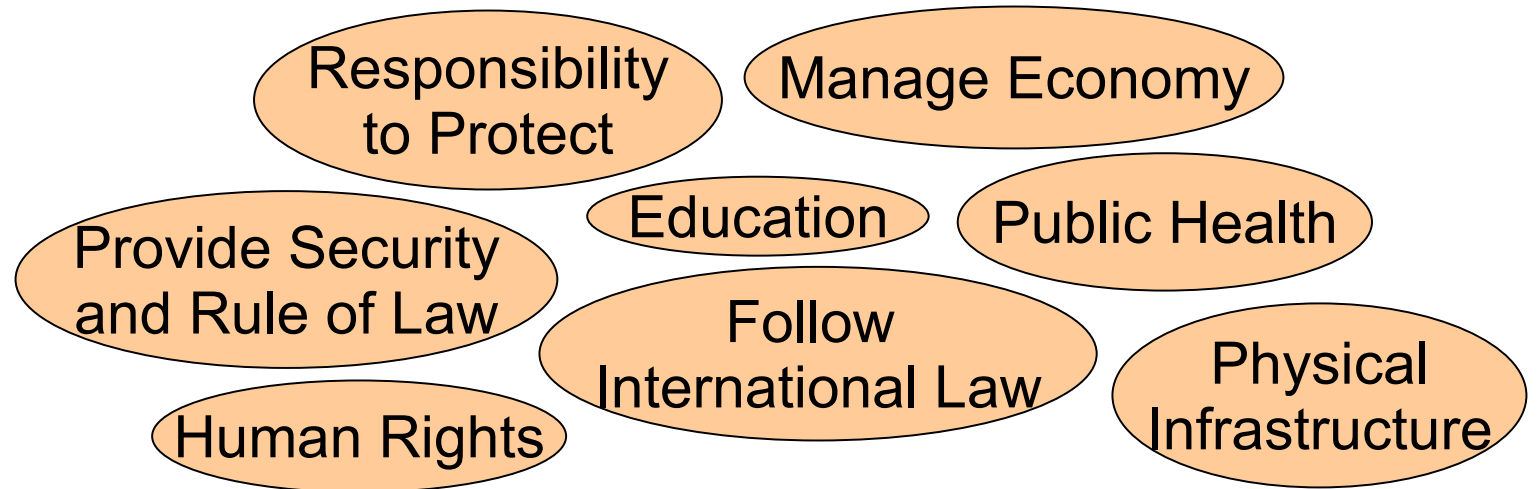 Responsibility
to Protect
Manage Economy
Education
Public Health
Provide Security
and Rule of Law
Follow
International Law
Physical
Infrastructure
Human Rights